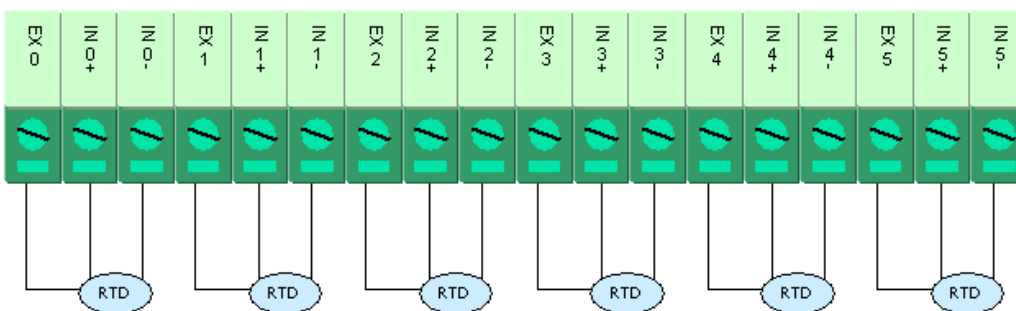 EX 0
IN 0+
IN 0-
EX 1
IN 1+
IN 1-
EX 2
IN 2+
IN 2-
EX 3
IN 3+
IN 3-
EX 4
IN 4+
IN 4-
EX 5
IN 5+
IN 5-
RTD
RTD
RTD
RTD
RTD
RTD